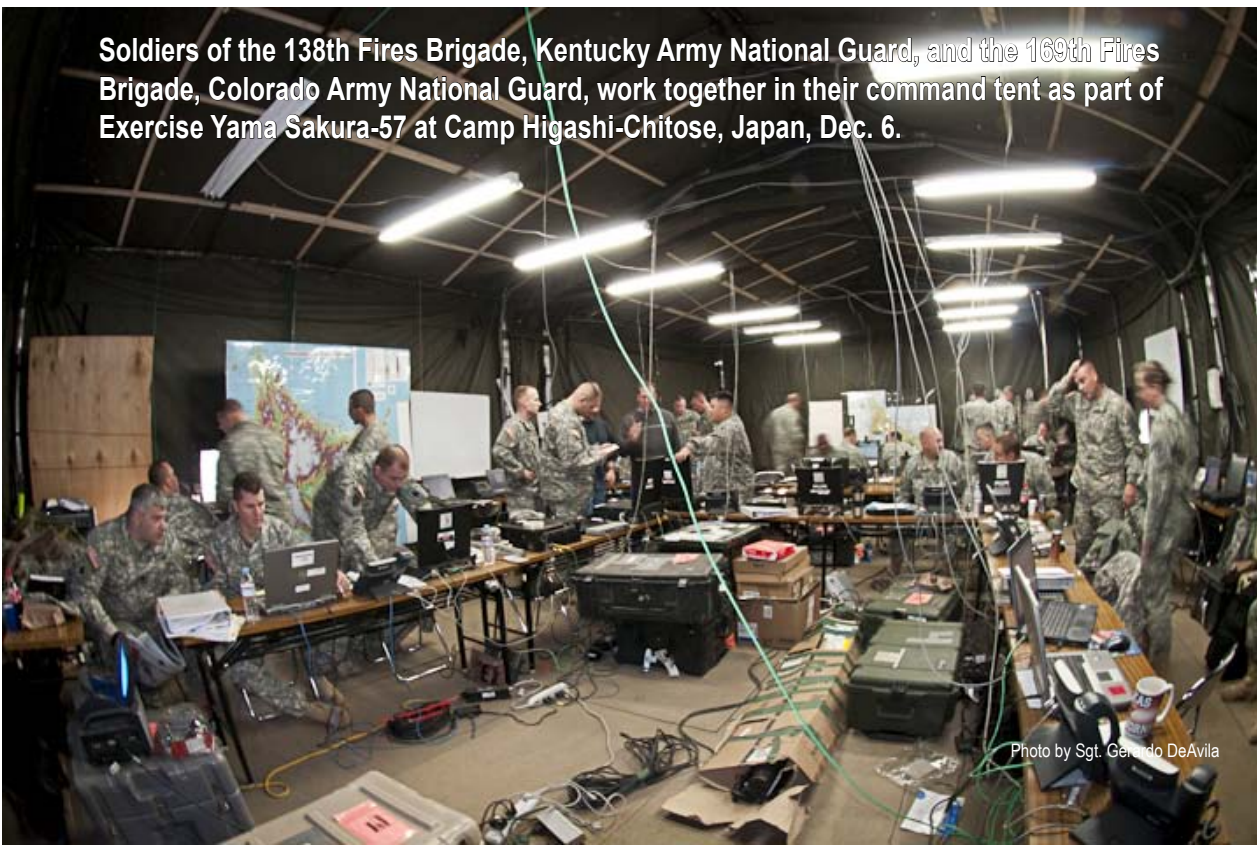 Soldiers of the 138th Fires Brigade, Kentucky Army National Guard, and the 169th Fires
Brigade, Colorado Army National Guard, work together in their command tent as part of
Exercise Yama Sakura-57 at Camp Higashi-Chitose, Japan, Dec. 6.
Photo by Sgt. Gerardo DeAvila